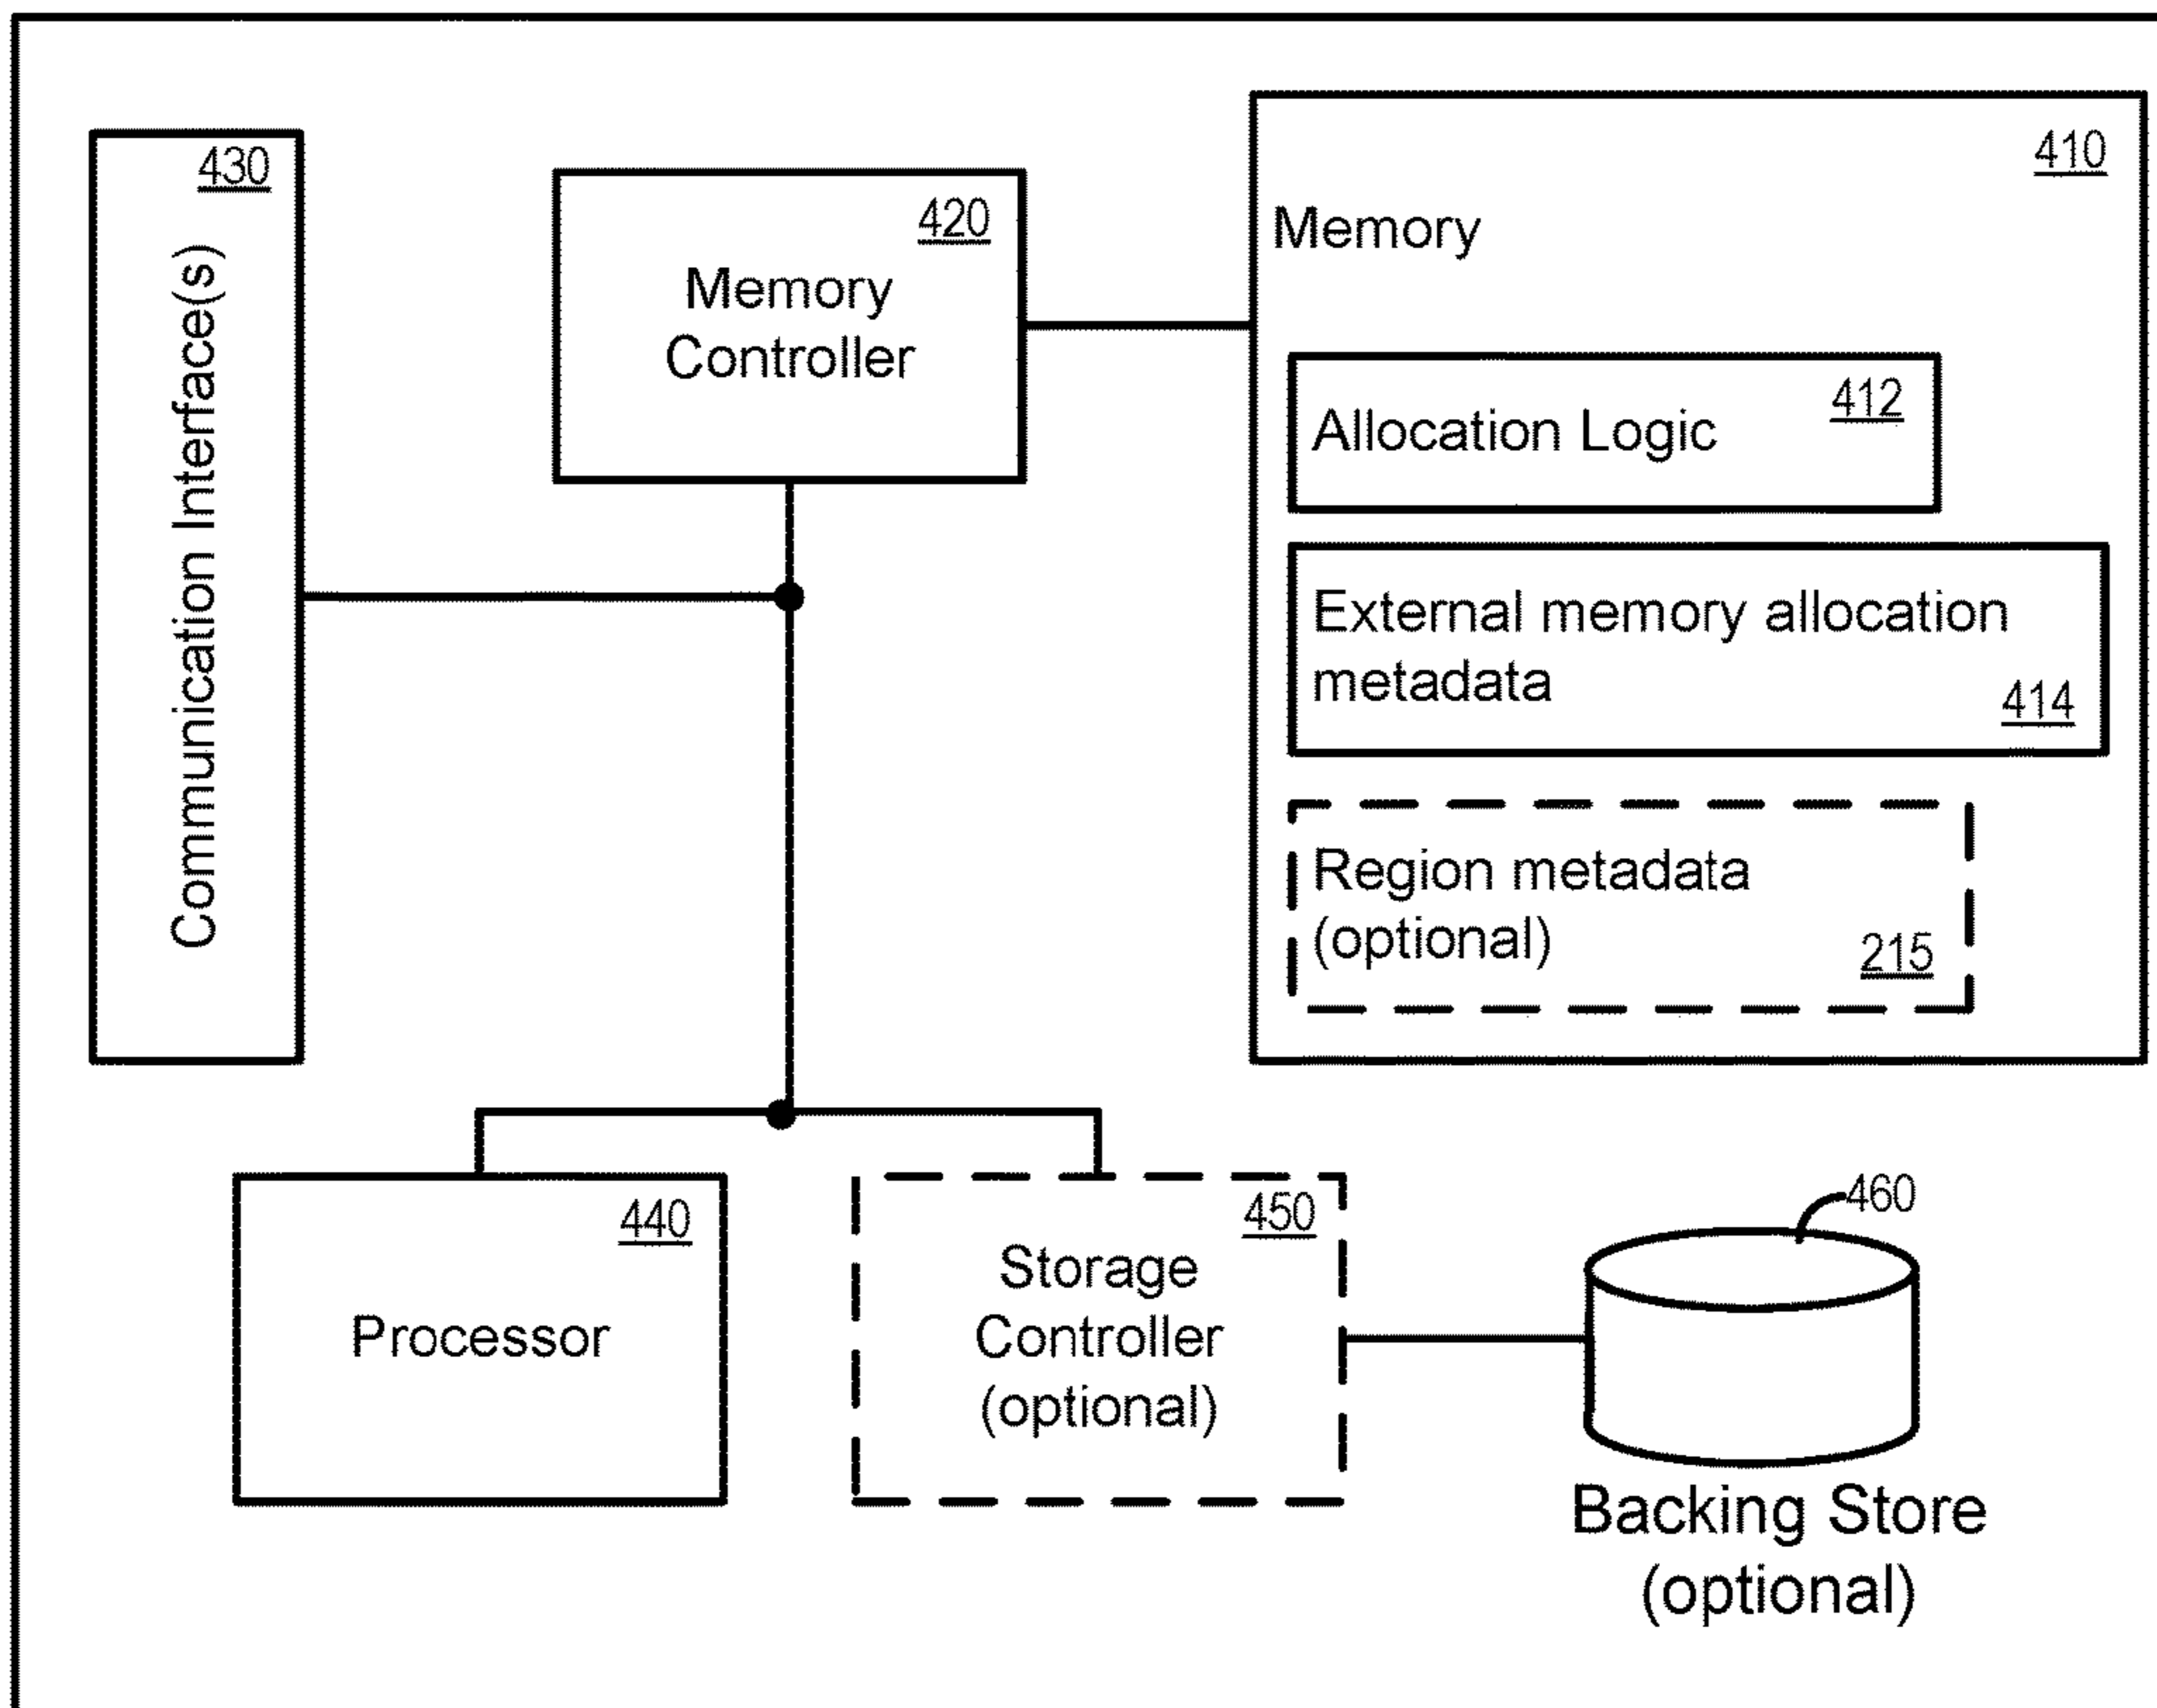 430
Communication Interface(s)
420
Memory
Controller
410
Memory
412
Allocation Logic
External memory allocation
metadata
414
Region metadata
(optional)
215
440
Processor
450
Storage
Controller
(optional)
460
Backing Store
(optional)